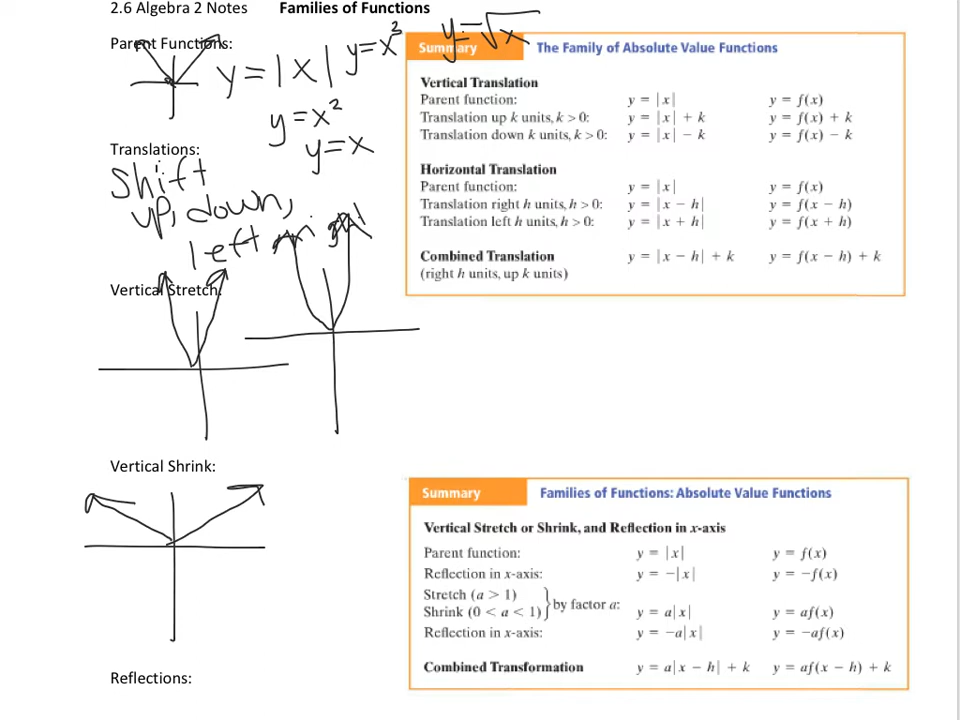 2.6 Algebra 2 Notes Families of Functions
Parent Functions:
y = |x| y = x² y = √x
y = x²
y = x
Translations:
Shift
up, down,
left or right
Vertical Stretch:
Vertical Shrink:
Reflections:
Summary The Family of Absolute Value Functions
Vertical Translation
Parent function: y = |x| y = f(x)
Translation up k units, k > 0: y = |x| + k y = f(x) + k
Translation down k units, k > 0: y = |x| − k y = f(x) − k
Horizontal Translation
Parent function: y = |x| y = f(x)
Translation right h units, h > 0: y = |x − h| y = f(x − h)
Translation left h units, h > 0: y = |x + h| y = f(x + h)
Combined Translation y = |x − h| + k y = f(x − h) + k
(right h units, up k units)
Summary Families of Functions: Absolute Value Functions
Vertical Stretch or Shrink, and Reflection in x-axis
Parent function: y = |x| y = f(x)
Reflection in x-axis: y = −|x| y = −f(x)
Stretch (a > 1)
Shrink (0 < a < 1) } by factor a: y = a|x| y = af(x)
Reflection in x-axis: y = −a|x| y = −af(x)
Combined Transformation y = a|x − h| + k y = af(x − h) + k